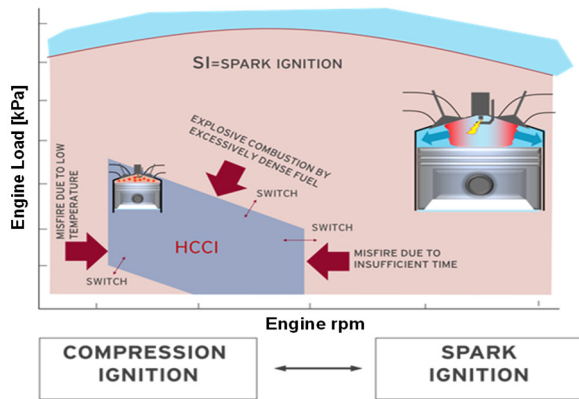 SI=SPARK IGNITION
Engine Load [kPa]
EXPLOSIVE COMBUSTION BY
EXCESSIVELY DENSE FUEL
MISFIRE DUE TO LOW
TEMPERATURE
SWITCH
SWITCH
HCCI
MISFIRE DUE TO
INSUFFICIENT TIME
SWITCH
Engine rpm
COMPRESSION
IGNITION
SPARK
IGNITION